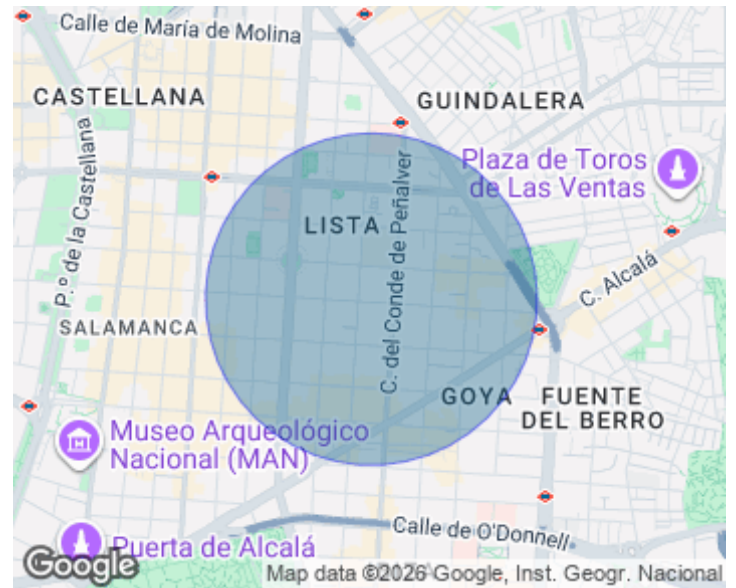 Calle de María de Molina
CASTELLANA
GUINDALERA
Plaza de Toros
de Las Ventas
P.º de la Castellana
LISTA
C. del Conde de Peñalver
C. Alcalá
SALAMANCA
GOYA
FUENTE
DEL BERRO
Museo Arqueológico
Nacional (MAN)
Calle de O'Donnell
Puerta de Alcalá
Google
Map data ©2026 Google, Inst. Geogr. Nacional